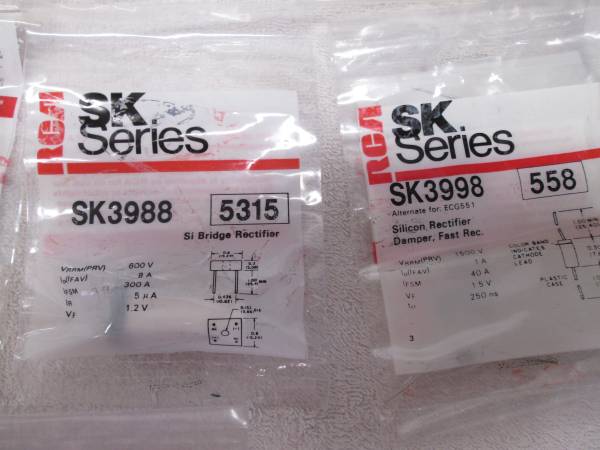 RCA
SK
Series
SK3988
5315
Si Bridge Rectifier
VRRM(PRV) 600 V
IO(FAV) 8 A
IFSM 300 A
IR 5 µA
VF 1.2 V
RCA
SK
Series
SK3998
558
Alternate for: ECG551
Silicon Rectifier
Damper, Fast Rec.
VRRM(PRV) 1500 V
IO(FAV) 1 A
IFSM 40 A
VF 1.5 V
trr 250 ns
3
COLOR BAND
INDICATES
CATHODE
LEAD
PLASTIC
CASE